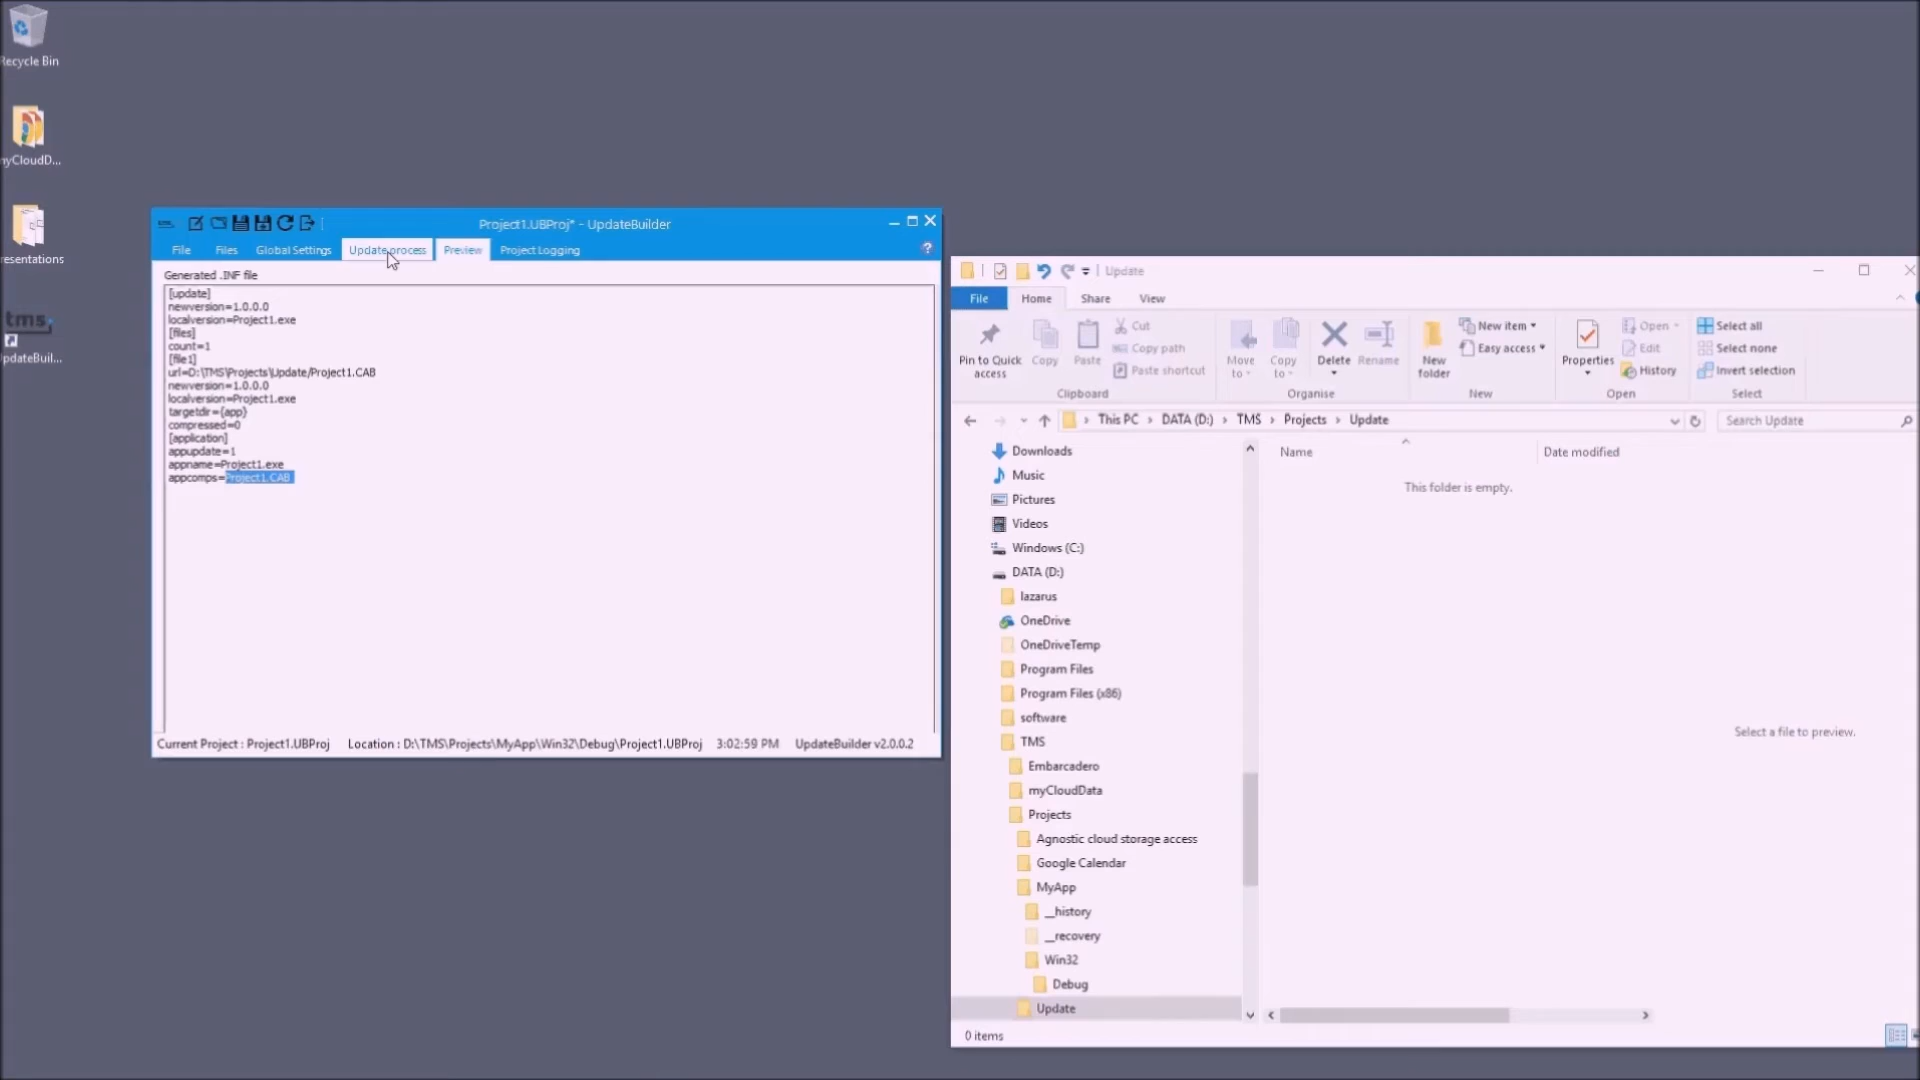 Recycle Bin
myCloudD...
resentations
tms
UpdateBuil...
Project1.UBProj* - UpdateBuilder
File
Files
Global Settings
Update process
Preview
Project Logging
?
Generated .INF file
[update]
newversion=1.0.0.0
localversion=Project1.exe
[files]
count=1
[file1]
url=D:\TMS\Projects\Update/Project1.CAB
newversion=1.0.0.0
localversion=Project1.exe
targetdir={app}
compressed=0
[application]
appupdate=1
appname=Project1.exe
appcomps=Project1.CAB
Current Project : Project1.UBProj
Location : D:\TMS\Projects\MyApp\Win32\Debug\Project1.UBProj
3:02:59 PM
UpdateBuilder v2.0.0.2
Update
File
Home
Share
View
Pin to Quick access
Copy
Paste
Cut
Copy path
Paste shortcut
Clipboard
Move to
Copy to
Delete
Rename
Organise
New folder
New item
Easy access
New
Properties
Open
Edit
History
Open
Select all
Select none
Invert selection
Select
This PC > DATA (D:) > TMS > Projects > Update
Search Update
Downloads
Music
Pictures
Videos
Windows (C:)
DATA (D:)
lazarus
OneDrive
OneDriveTemp
Program Files
Program Files (x86)
software
TMS
Embarcadero
myCloudData
Projects
Agnostic cloud storage access
Google Calendar
MyApp
__history
__recovery
Win32
Debug
Update
Name
Date modified
This folder is empty.
Select a file to preview.
0 items